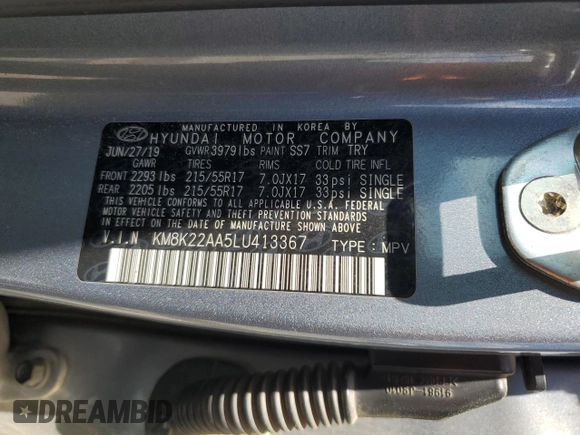 MANUFACTURED IN KOREA BY
HYUNDAI MOTOR COMPANY
JUN/27/19 GVWR 3979lbs PAINT SS7 TRIM TRY
GAWR TIRES RIMS COLD TIRE INFL
FRONT 2293 lbs 215/55R17 7.0JX17 33psi SINGLE
REAR 2205 lbs 215/55R17 7.0JX17 33psi SINGLE
THIS VEHICLE CONFORMS TO ALL APPLICABLE U.S.A. FEDERAL
MOTOR VEHICLE SAFETY AND THEFT PREVENTION STANDARDS
IN EFFECT ON THE DATE OF MANUFACTURE SHOWN ABOVE
V.I.N KM8K22AA5LU413367 TYPE : MPV
DREAMBID